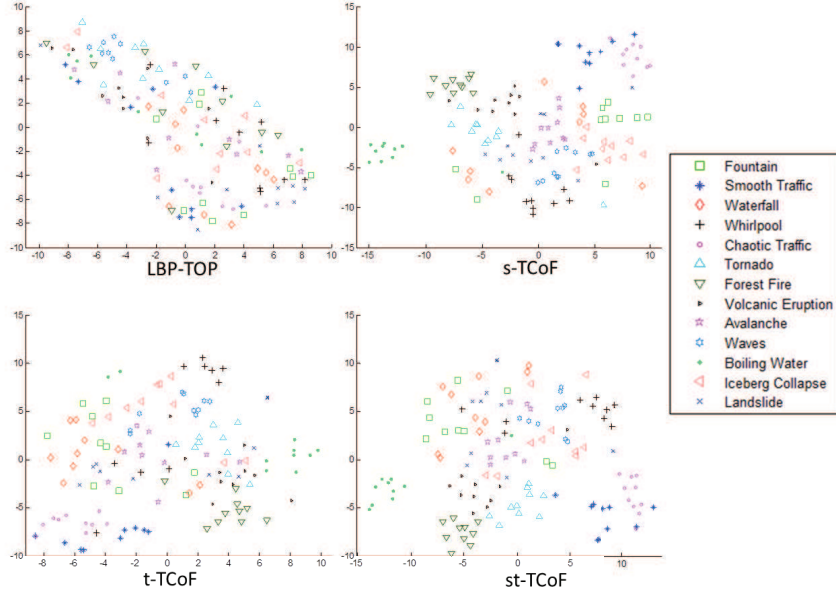 10
8
6
4
2
0
-2
-4
-6
-8
-10
-10 -8 -6 -4 -2 0 2 4 6 8 10
LBP-TOP
15
10
5
0
-5
-10
-15
-15 -10 -5 0 5 10
s-TCoF
15
10
5
0
-5
-10
-8 -6 -4 -2 0 2 4 6 8 10
t-TCoF
15
10
5
0
-5
-10
-15 -10 -5 0 5 10
st-TCoF
Fountain
Smooth Traffic
Waterfall
Whirlpool
Chaotic Traffic
Tornado
Forest Fire
Volcanic Eruption
Avalanche
Waves
Boiling Water
Iceberg Collapse
Landslide